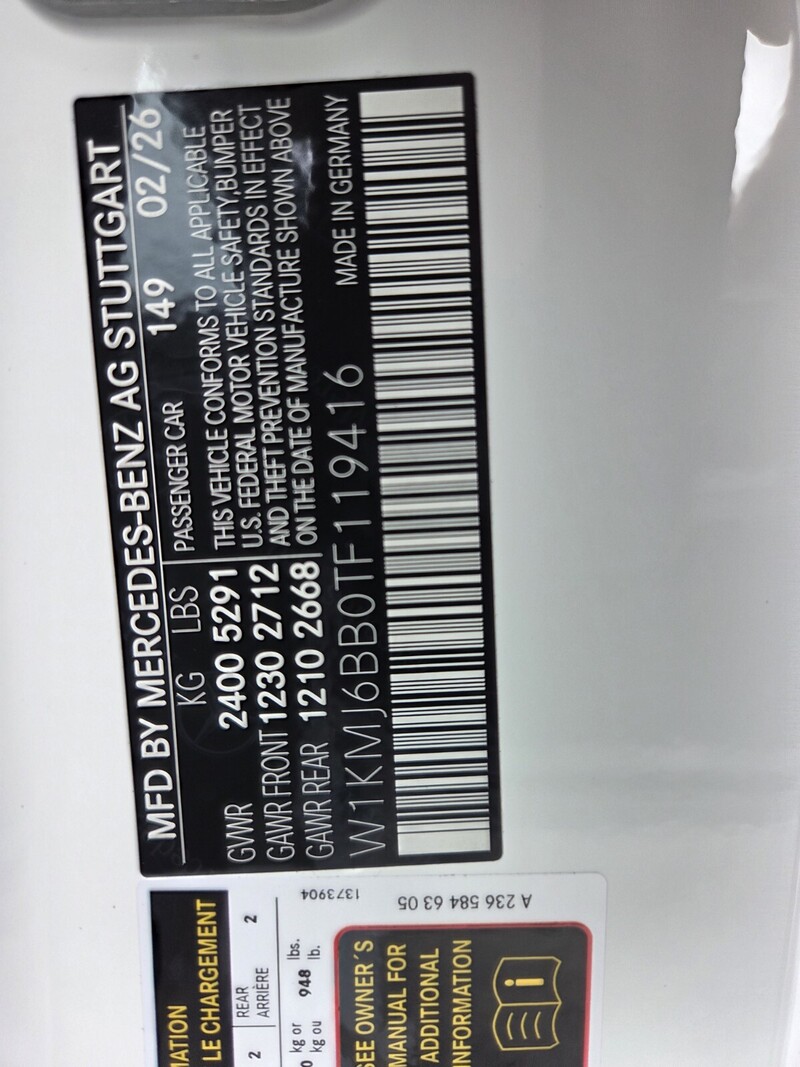 MFD BY MERCEDES-BENZ AG STUTTGART
KG LBS PASSENGER CAR 149 02/26
GVWR 2400 5291
GAWR FRONT 1230 2712
GAWR REAR 1210 2668
THIS VEHICLE CONFORMS TO ALL APPLICABLE
U.S. FEDERAL MOTOR VEHICLE SAFETY,BUMPER
AND THEFT PREVENTION STANDARDS IN EFFECT
ON THE DATE OF MANUFACTURE SHOWN ABOVE
W1KMJ6BB0TF119416 MADE IN GERMANY
LE CHARGEMENT
2 REAR 2
ARRIÈRE
kg or 948 lbs.
kg ou lb.
1373904
A 236 584 63 05
SEE OWNER´S
MANUAL FOR
ADDITIONAL
INFORMATION